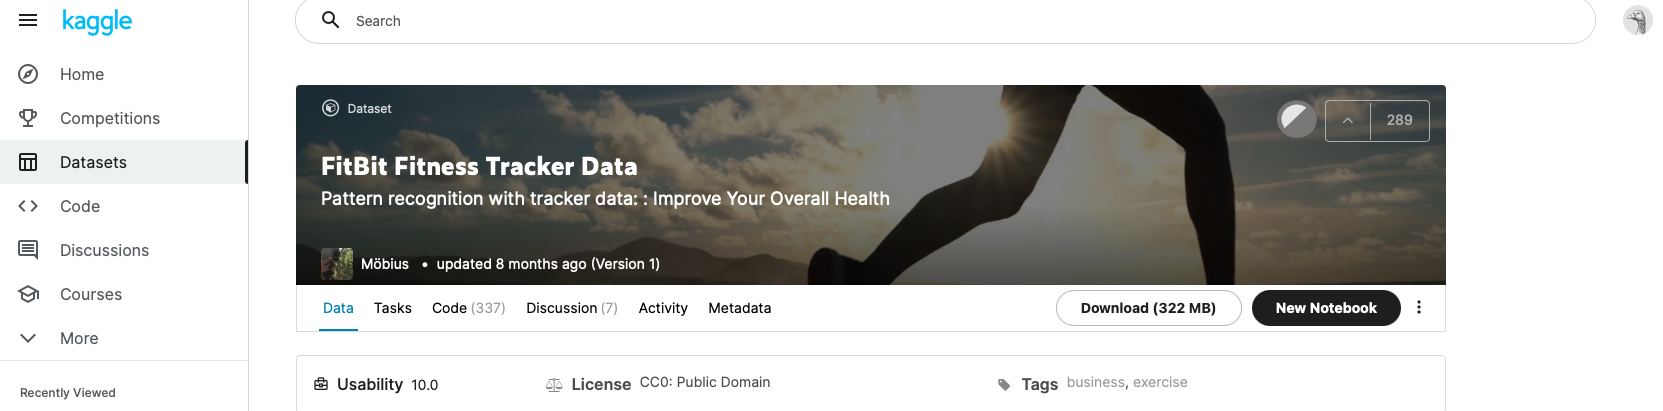 kaggle
Search
Home
Competitions
Datasets
Code
Discussions
Courses
More
Recently Viewed
Dataset
289
FitBit Fitness Tracker Data
Pattern recognition with tracker data: : Improve Your Overall Health
Möbius • updated 8 months ago (Version 1)
Data Tasks Code (337) Discussion (7) Activity Metadata Download (322 MB) New Notebook
Usability 10.0 License CC0: Public Domain Tags business, exercise